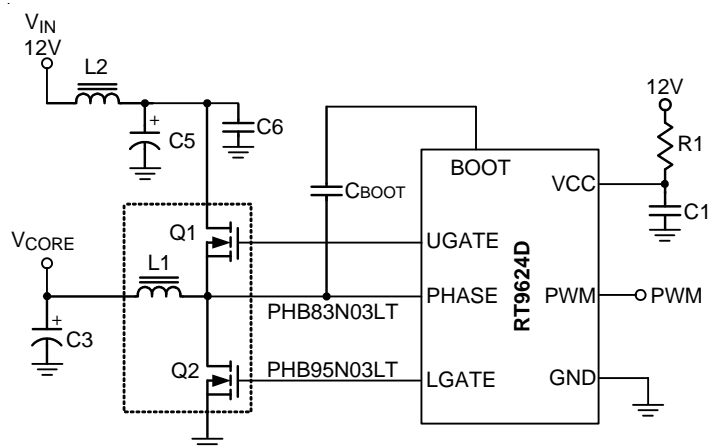 VIN
12V
L2
C5
C6
CBOOT
BOOT
12V
R1
VCC
C1
VCORE
Q1
UGATE
L1
PHASE
RT9624D
PWM
PWM
PHB83N03LT
C3
Q2
PHB95N03LT
LGATE
GND
+
+